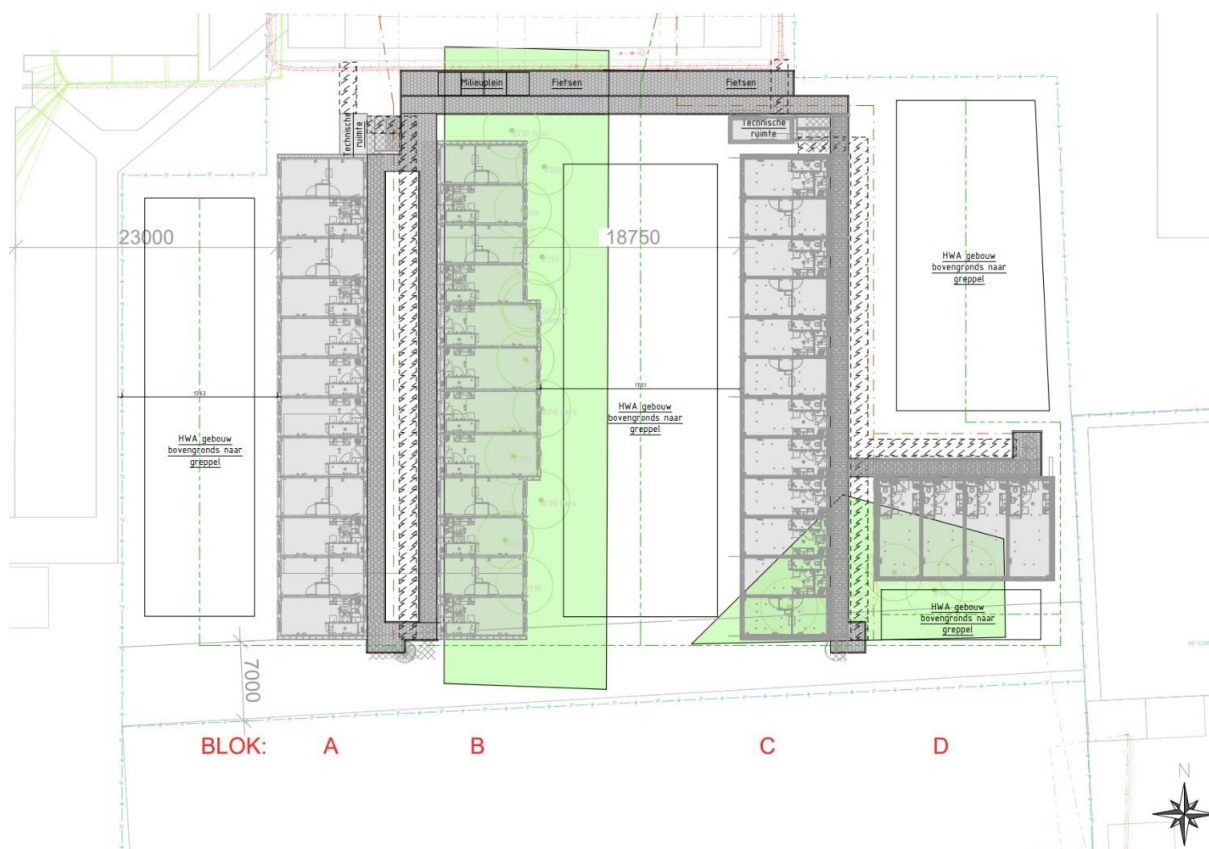 Milieuplein
Fietsen
Fietsen
Technische
ruimte
Technische
ruimte
23000
18750
HWA gebouw
bovengronds naar
greppel
HWA gebouw
bovengronds naar
greppel
HWA gebouw
bovengronds naar
greppel
HWA gebouw
bovengronds naar
greppel
7000
BLOK:
A
B
C
D
N